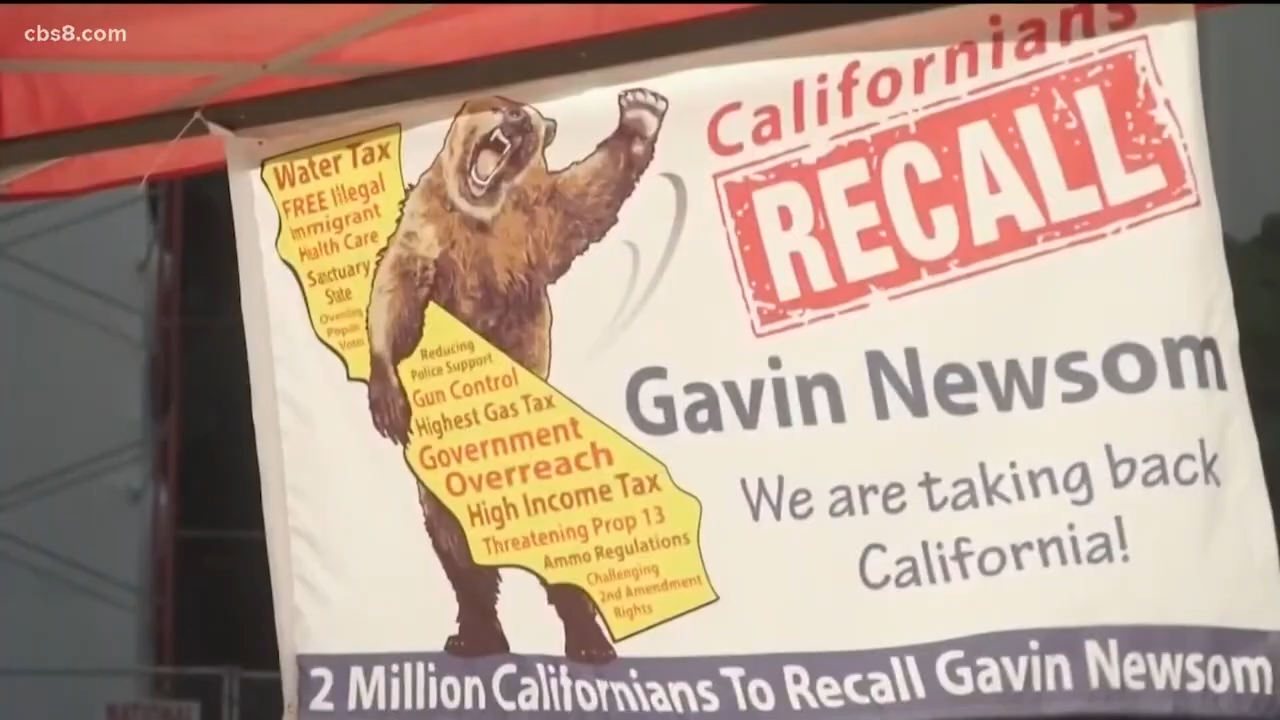 cbs8.com
Californians
RECALL
Gavin Newsom
We are taking back
California!
Water Tax
FREE Illegal
Immigrant
Health Care
Sanctuary
State
Popular
Votes
Reducing
Police Support
Gun Control
Highest Gas Tax
Government
Overreach
High Income Tax
Threatening Prop 13
Ammo Regulations
Challenging
2nd Amendment
Rights
2 Million Californians To Recall Gavin Newsom